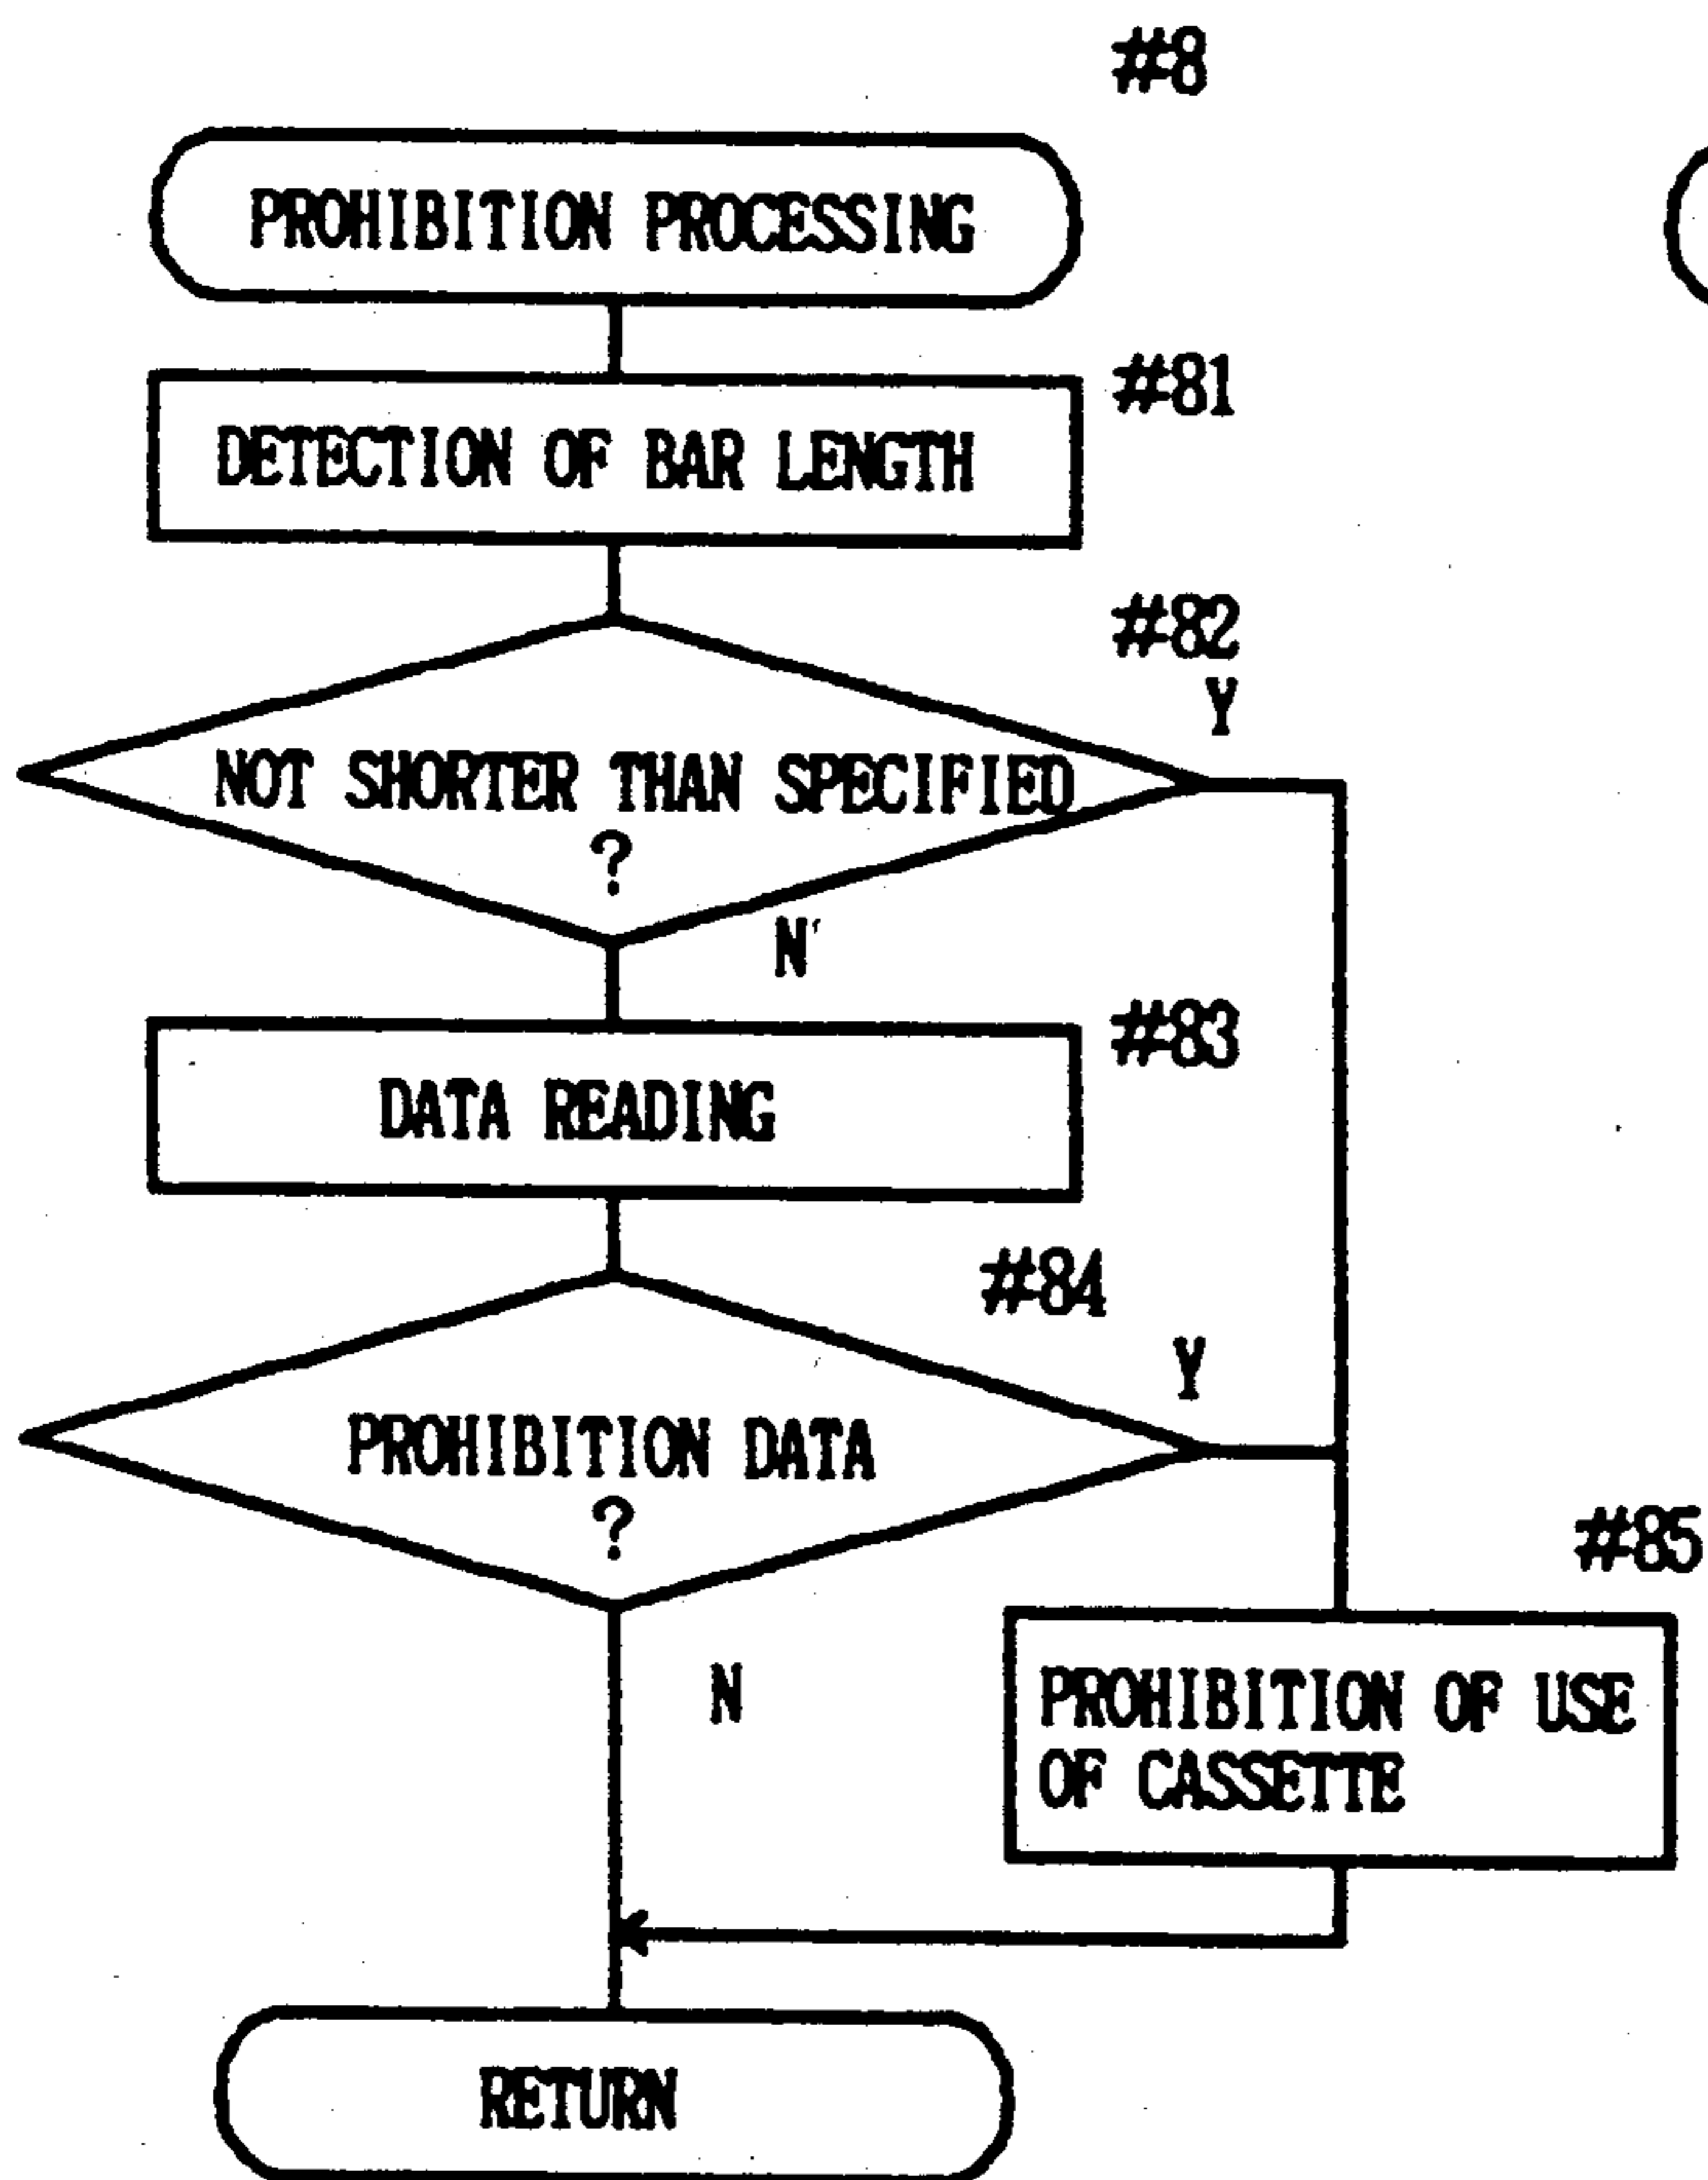 #8
PROHIBITION PROCESSING
#81
DETECTION OF BAR LENGTH
#82
Y
NOT SHORTER THAN SPECIFIED
?
N
#83
DATA READING
#84
Y
PROHIBITION DATA
?
#85
N
PROHIBITION OF USE
OF CASSETTE
RETURN